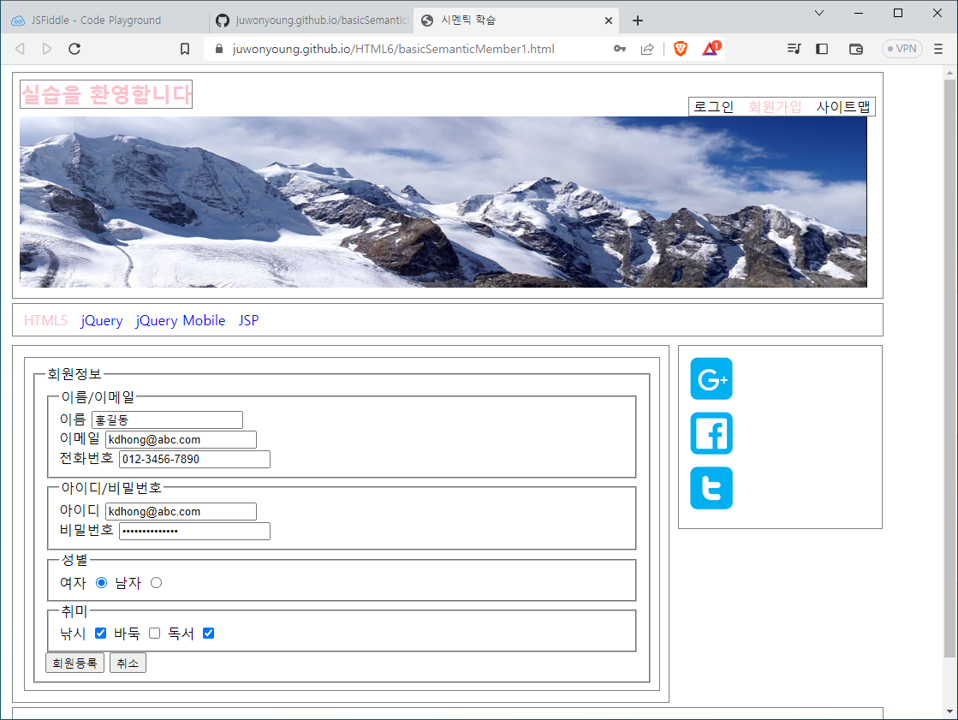 JSFiddle - Code Playground
juwonyoung.github.io/basicSemantic
시멘틱 학습
juwonyoung.github.io/HTML6/basicSemanticMember1.html
1
VPN
실습을 환영합니다
로그인 회원가입 사이트맵
HTML5 jQuery jQuery Mobile JSP
회원정보
이름/이메일
이름 홍길동
이메일 kdhong@abc.com
전화번호 012-3456-7890
아이디/비밀번호
아이디 kdhong@abc.com
비밀번호 ••••••••••••••
성별
여자 남자
취미
낚시 바둑 독서
회원등록 취소
G+
f
t